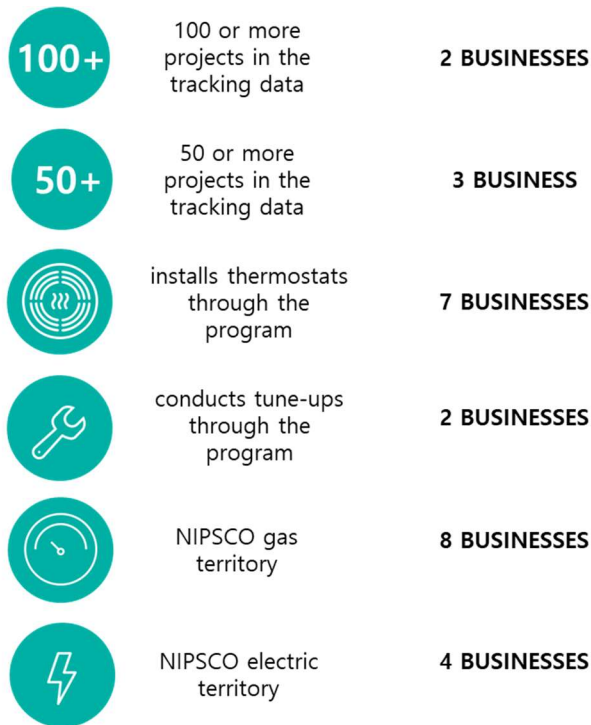 100+
100 or more
projects in the
tracking data
2 BUSINESSES
50+
50 or more
projects in the
tracking data
3 BUSINESS
installs thermostats
through the
program
7 BUSINESSES
conducts tune-ups
through the
program
2 BUSINESSES
NIPSCO gas
territory
8 BUSINESSES
NIPSCO electric
territory
4 BUSINESSES